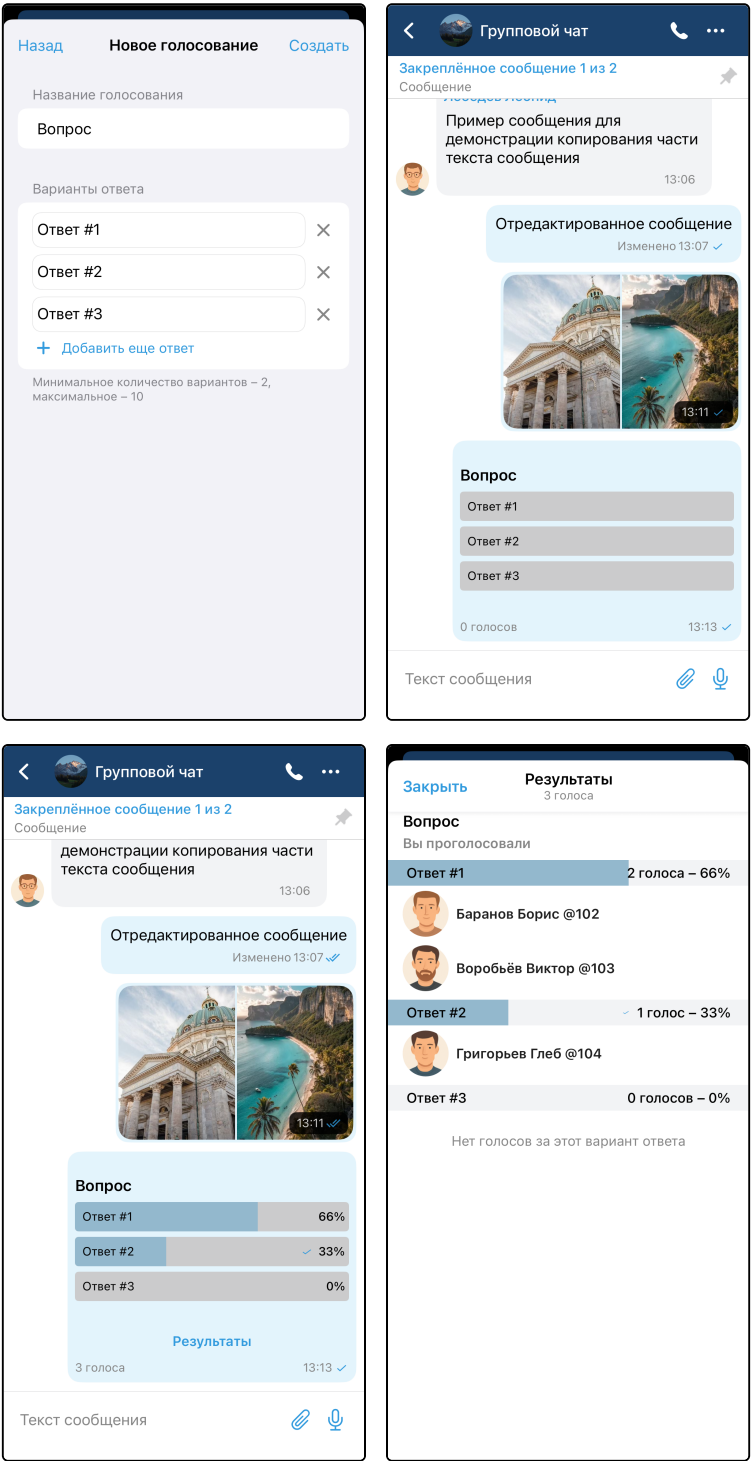 Назад Новое голосование Создать
Название голосования
Вопрос
Варианты ответа
Ответ #1
Ответ #2
Ответ #3
Добавить еще ответ
Минимальное количество вариантов – 2,
максимальное – 10
Групповой чат
Закреплённое сообщение 1 из 2
Сообщение
Лебедев Леонид
Пример сообщения для
демонстрации копирования части
текста сообщения
13:06
Отредактированное сообщение
Изменено 13:07
13:11
Вопрос
Ответ #1
Ответ #2
Ответ #3
0 голосов 13:13
Текст сообщения
Групповой чат
Закреплённое сообщение 1 из 2
Сообщение
демонстрации копирования части
текста сообщения
13:06
Отредактированное сообщение
Изменено 13:07
13:11
Вопрос
Ответ #1 66%
Ответ #2 33%
Ответ #3 0%
Результаты
3 голоса 13:13
Текст сообщения
Закрыть Результаты
3 голоса
Вопрос
Вы проголосовали
Ответ #1 2 голоса – 66%
Баранов Борис @102
Воробьёв Виктор @103
Ответ #2 1 голос – 33%
Григорьев Глеб @104
Ответ #3 0 голосов – 0%
Нет голосов за этот вариант ответа